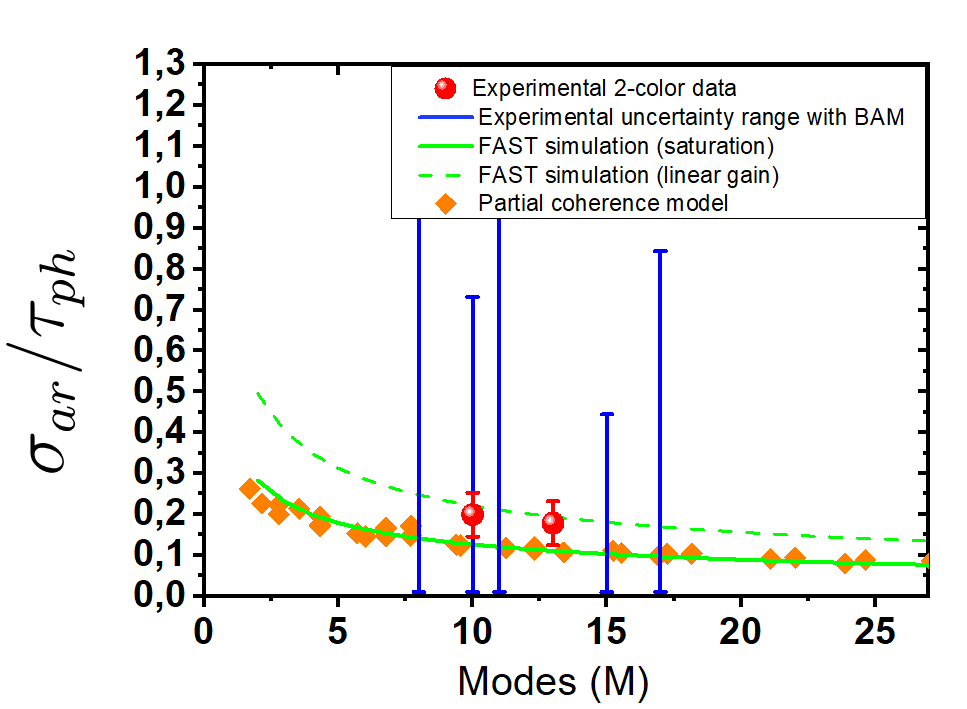 1,3
1,2
1,1
1,0
0,9
0,8
0,7
0,6
0,5
0,4
0,3
0,2
0,1
0,0
σ_ar/τ_ph
Experimental 2-color data
Experimental uncertainty range with BAM
FAST simulation (saturation)
FAST simulation (linear gain)
Partial coherence model
0 5 10 15 20 25
Modes (M)